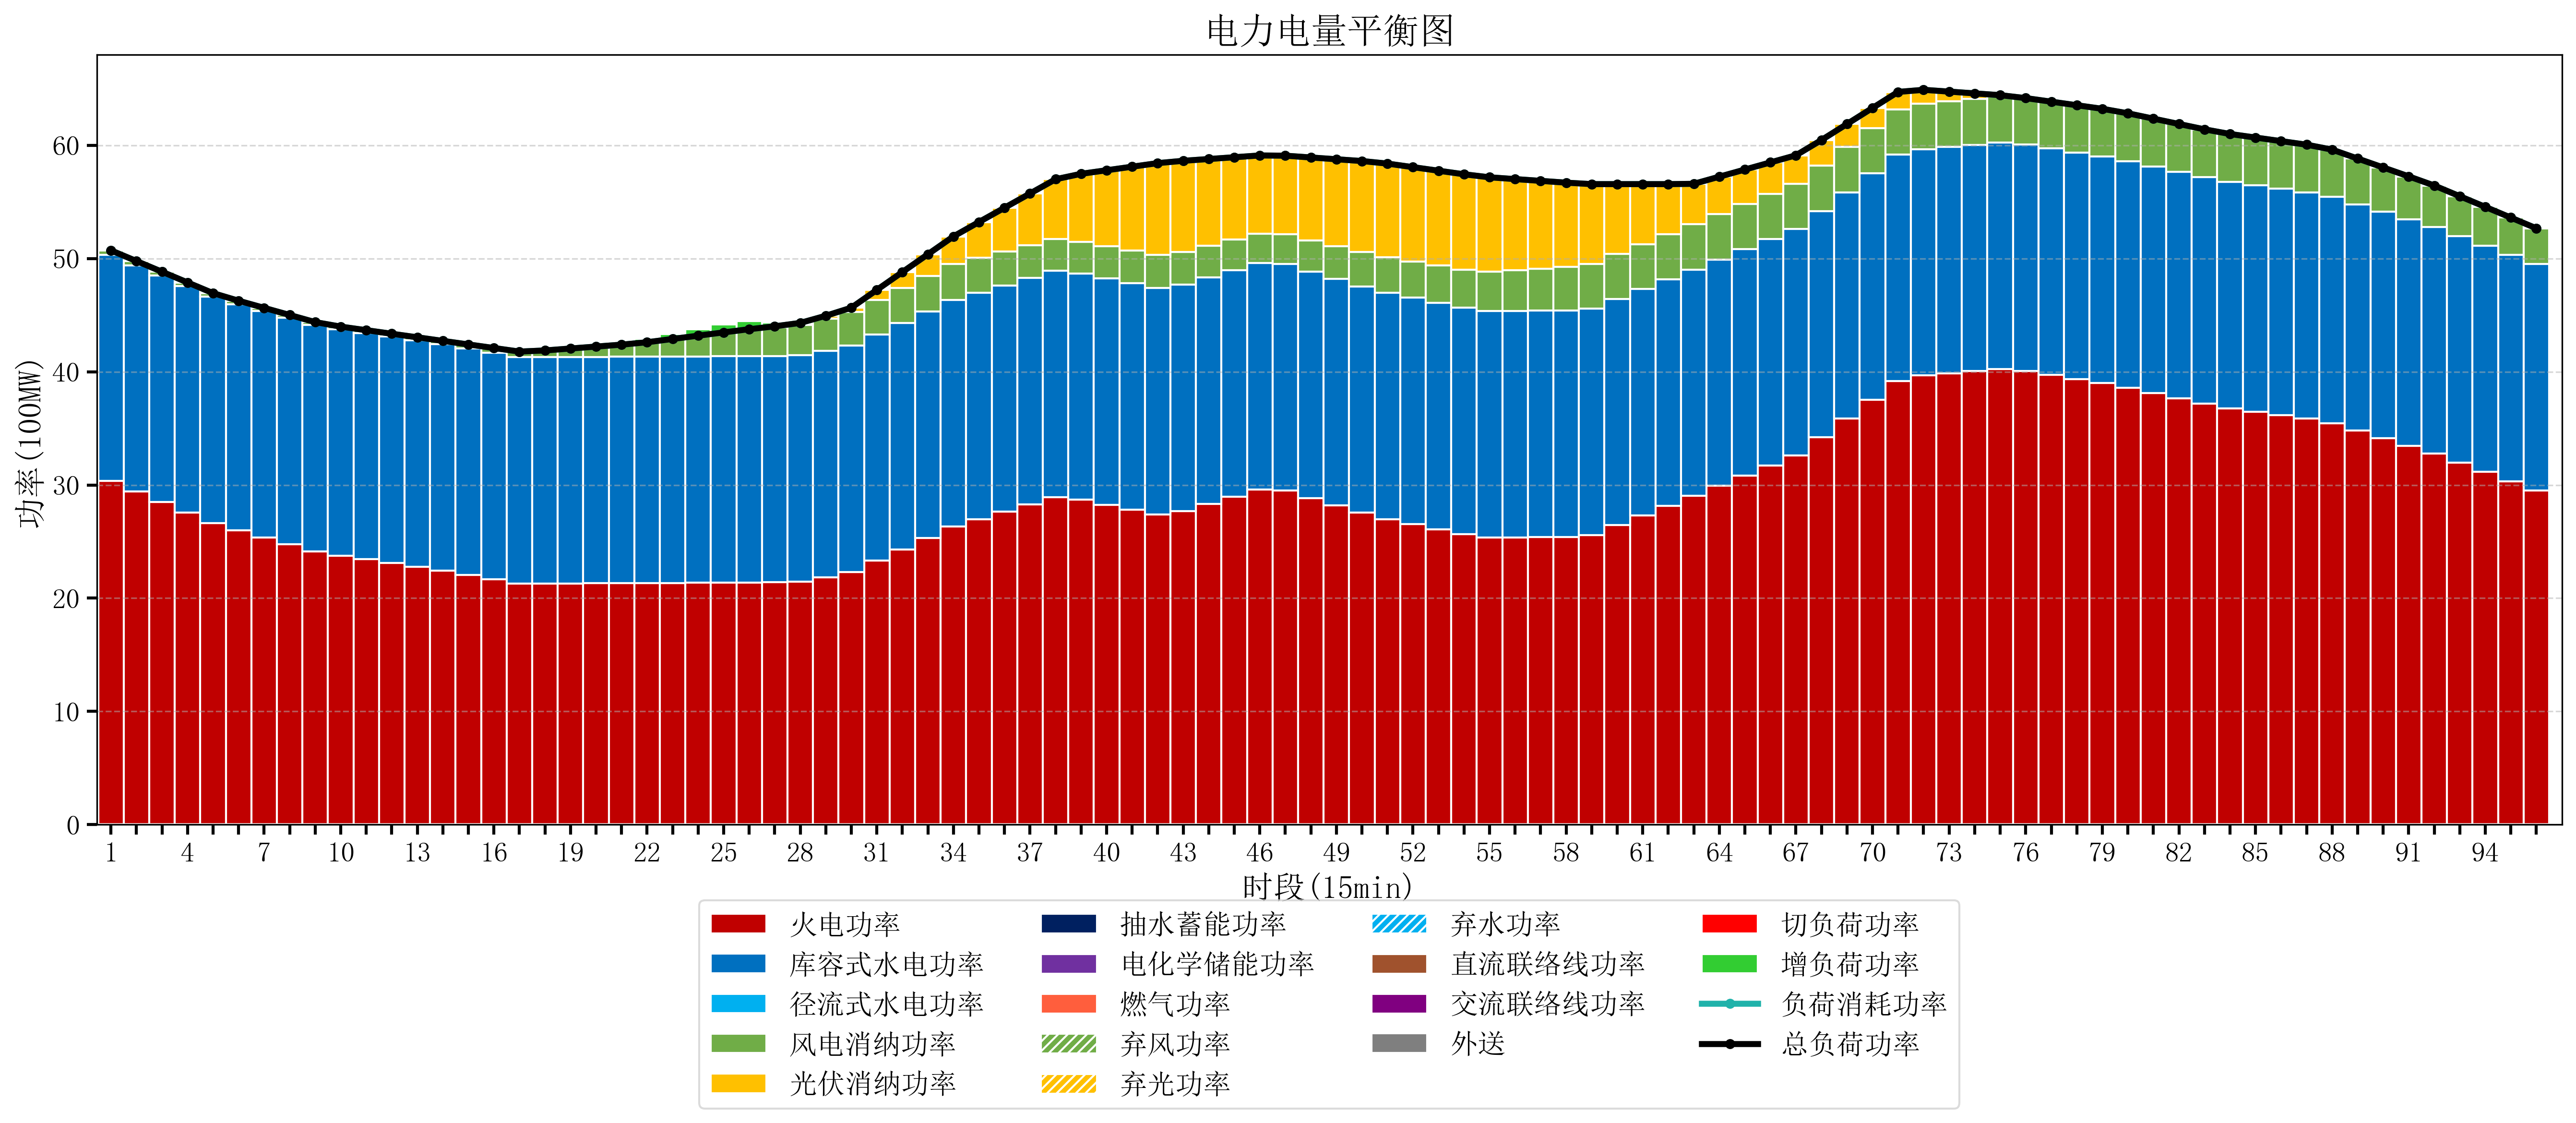 电力电量平衡图
功率(100MW)
60
50
40
30
20
10
0
1 4 7 10 13 16 19 22 25 28 31 34 37 40 43 46 49 52 55 58 61 64 67 70 73 76 79 82 85 88 91 94
时段(15min)
火电功率 抽水蓄能功率 弃水功率 切负荷功率
库容式水电功率 电化学储能功率 直流联络线功率 增负荷功率
径流式水电功率 燃气功率 交流联络线功率 负荷消耗功率
风电消纳功率 弃风功率 外送 总负荷功率
光伏消纳功率 弃光功率